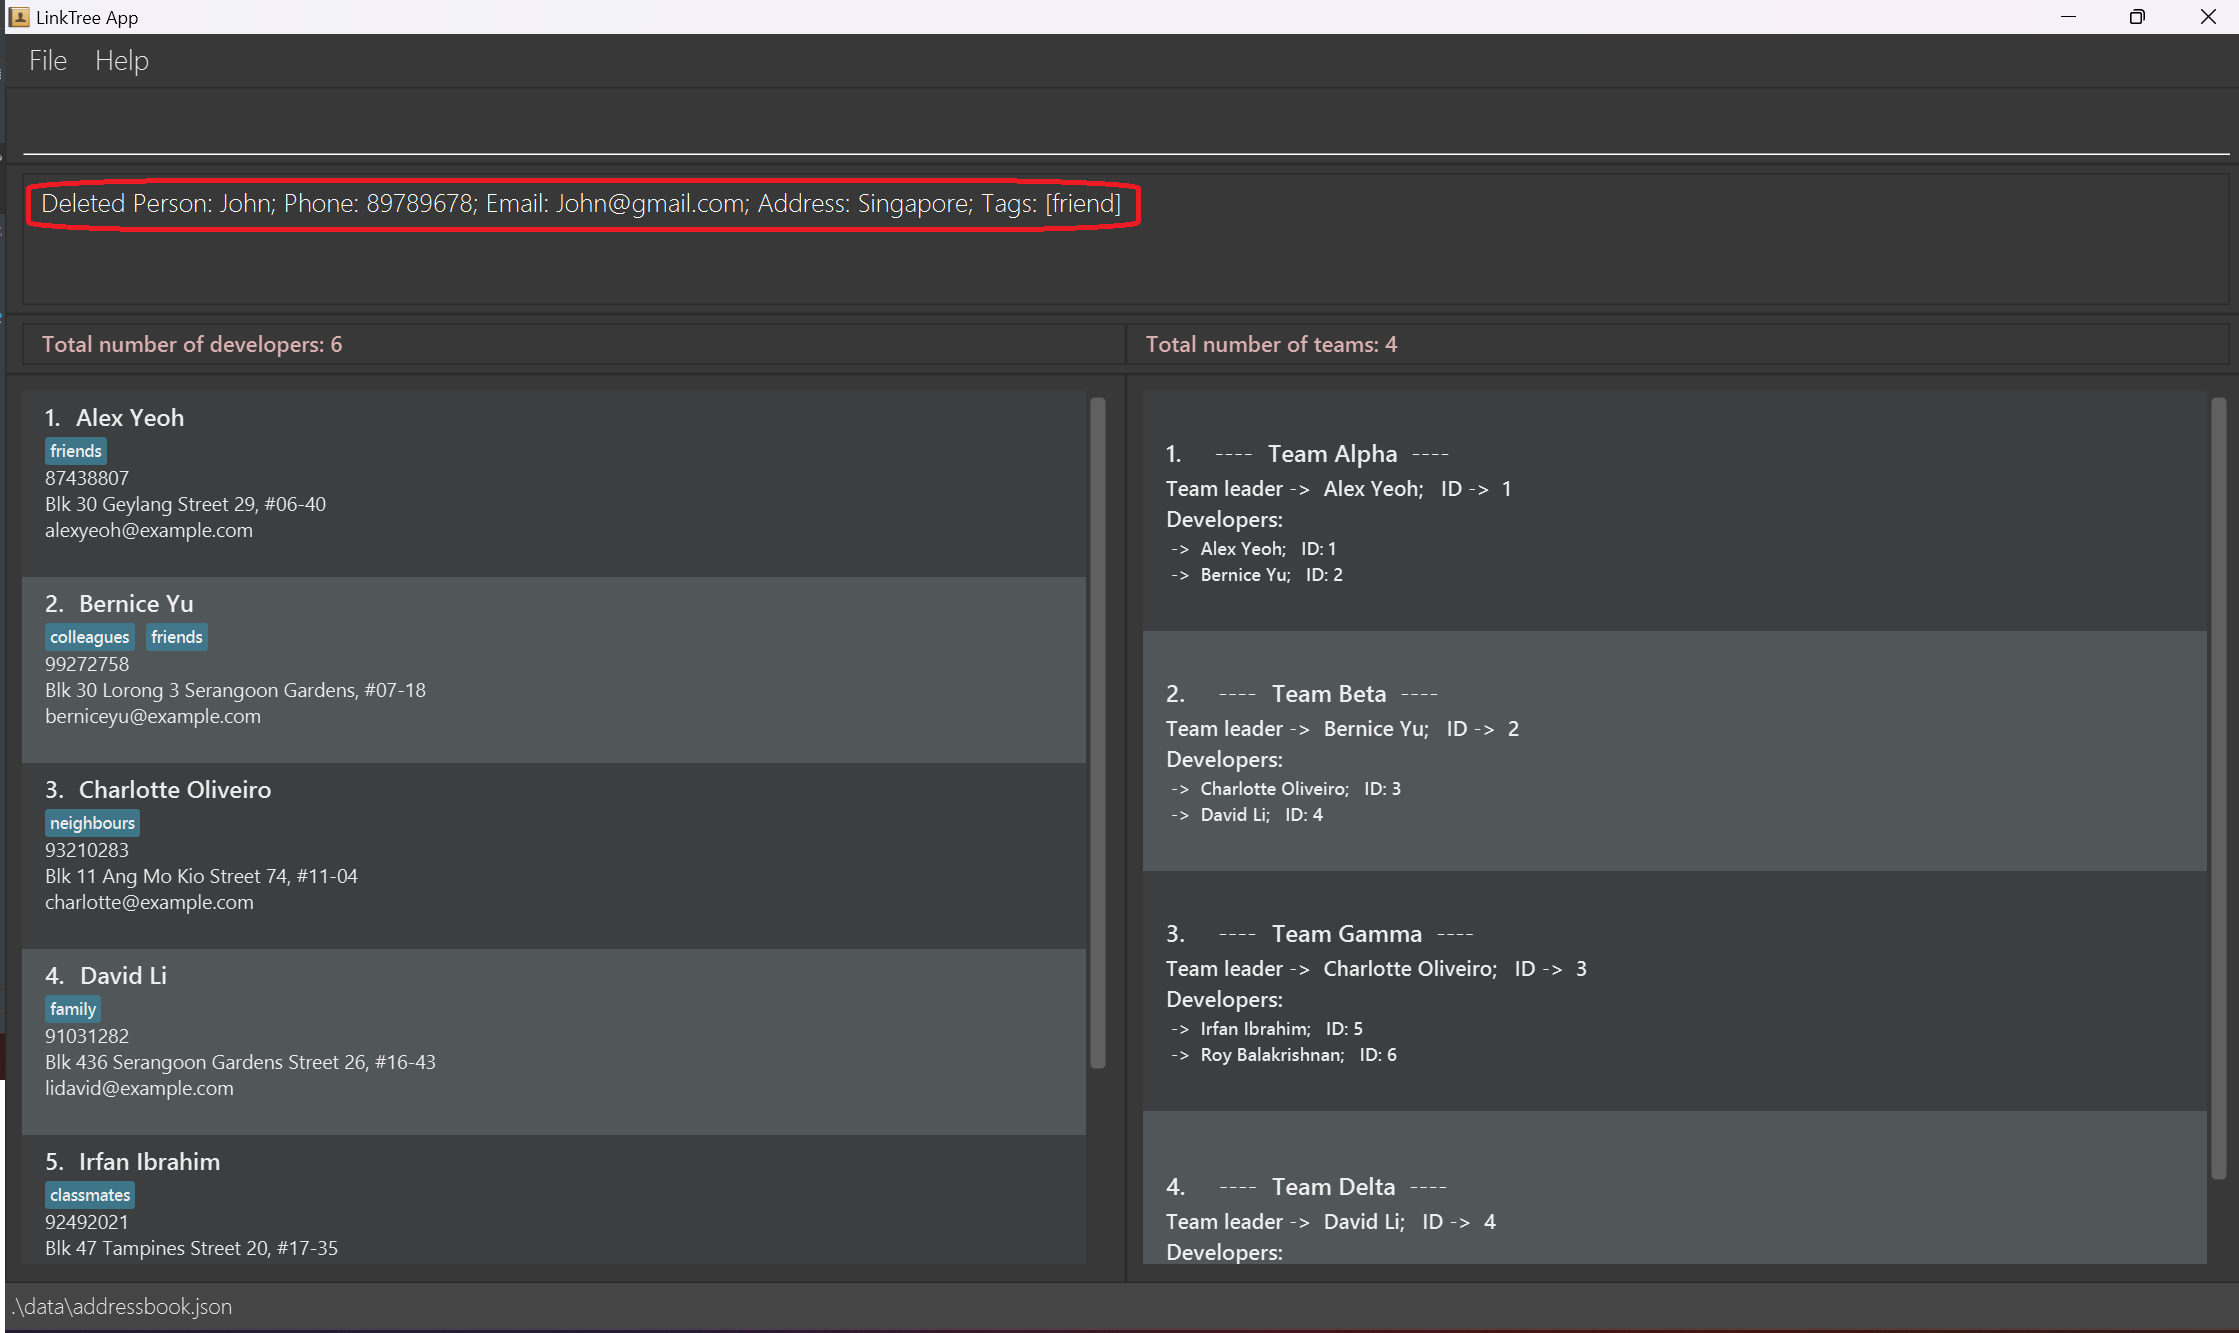 LinkTree App
File Help
Deleted Person: John; Phone: 89789678; Email: John@gmail.com; Address: Singapore; Tags: [friend]
Total number of developers: 6
Total number of teams: 4
1. Alex Yeoh
friends
87438807
Blk 30 Geylang Street 29, #06-40
alexyeoh@example.com
2. Bernice Yu
colleagues friends
99272758
Blk 30 Lorong 3 Serangoon Gardens, #07-18
berniceyu@example.com
3. Charlotte Oliveiro
neighbours
93210283
Blk 11 Ang Mo Kio Street 74, #11-04
charlotte@example.com
4. David Li
family
91031282
Blk 436 Serangoon Gardens Street 26, #16-43
lidavid@example.com
5. Irfan Ibrahim
classmates
92492021
Blk 47 Tampines Street 20, #17-35
1. ---- Team Alpha ----
Team leader -> Alex Yeoh; ID -> 1
Developers:
-> Alex Yeoh; ID: 1
-> Bernice Yu; ID: 2
2. ---- Team Beta ----
Team leader -> Bernice Yu; ID -> 2
Developers:
-> Charlotte Oliveiro; ID: 3
-> David Li; ID: 4
3. ---- Team Gamma ----
Team leader -> Charlotte Oliveiro; ID -> 3
Developers:
-> Irfan Ibrahim; ID: 5
-> Roy Balakrishnan; ID: 6
4. ---- Team Delta ----
Team leader -> David Li; ID -> 4
Developers:
.\data\addressbook.json